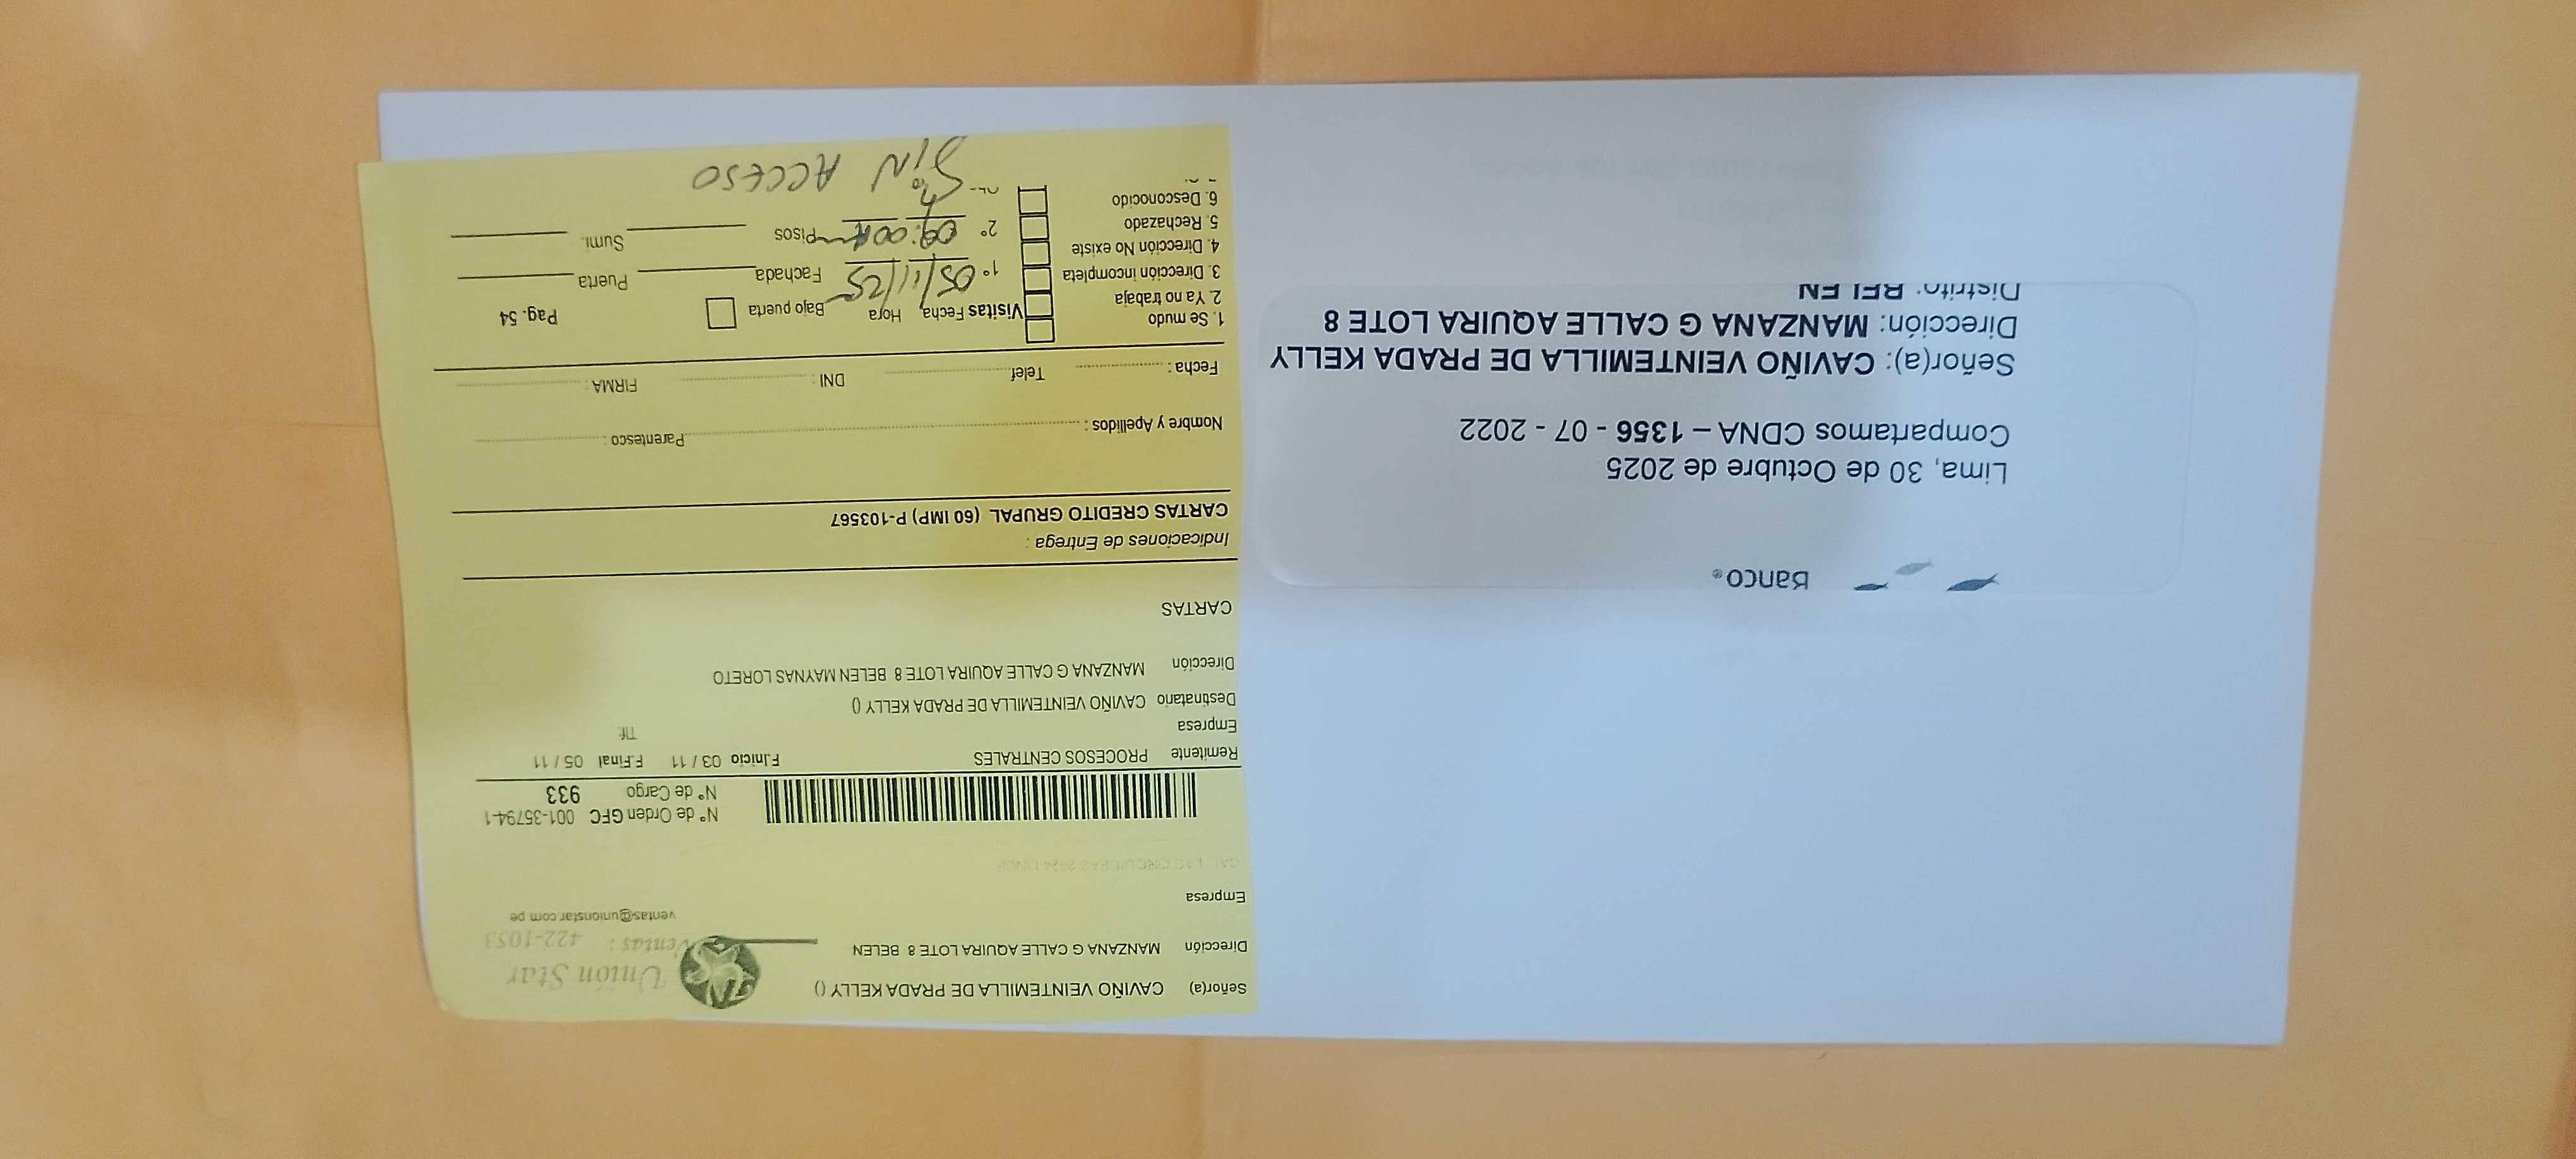 Señor(a) CAVIÑO VEINTEMILLA DE PRADA KELLY ()
Dirección MANZANA G CALLE AQUIRA LOTE 8 BELEN
Empresa
Unión Star
Ventas: 422-1053
ventas@unionstar.com.pe
N° de Orden GFC 001-35794-1
N° de Cargo 933
Remitente PROCESOS CENTRALES F.Inicio 03 / 11 F.Final 05 / 11
Empresa Tlf:
Destinatario CAVIÑO VEINTEMILLA DE PRADA KELLY ()
Dirección MANZANA G CALLE AQUIRA LOTE 8 BELEN MAYNAS LORETO
CARTAS
Indicaciones de Entrega :
CARTAS CREDITO GRUPAL (60 IMP) P-103567
Nombre y Apellidos : Parentesco :
Fecha : Telef DNI : FIRMA :
1. Se mudo
2. Ya no trabaja
3. Dirección incompleta
4. Dirección No existe
5. Rechazado
6. Desconocido
Visitas Fecha Hora Bajo puerta Pag. 54
1° 05/11/25 Fachada Puerta
2° 09:00 Pisos Sumi.
SIN ACCESO
Banco
Lima, 30 de Octubre de 2025
Compartamos CDNA – 1356 - 07 - 2022
Señor(a): CAVIÑO VEINTEMILLA DE PRADA KELLY
Dirección: MANZANA G CALLE AQUIRA LOTE 8
Distrito: BELEN